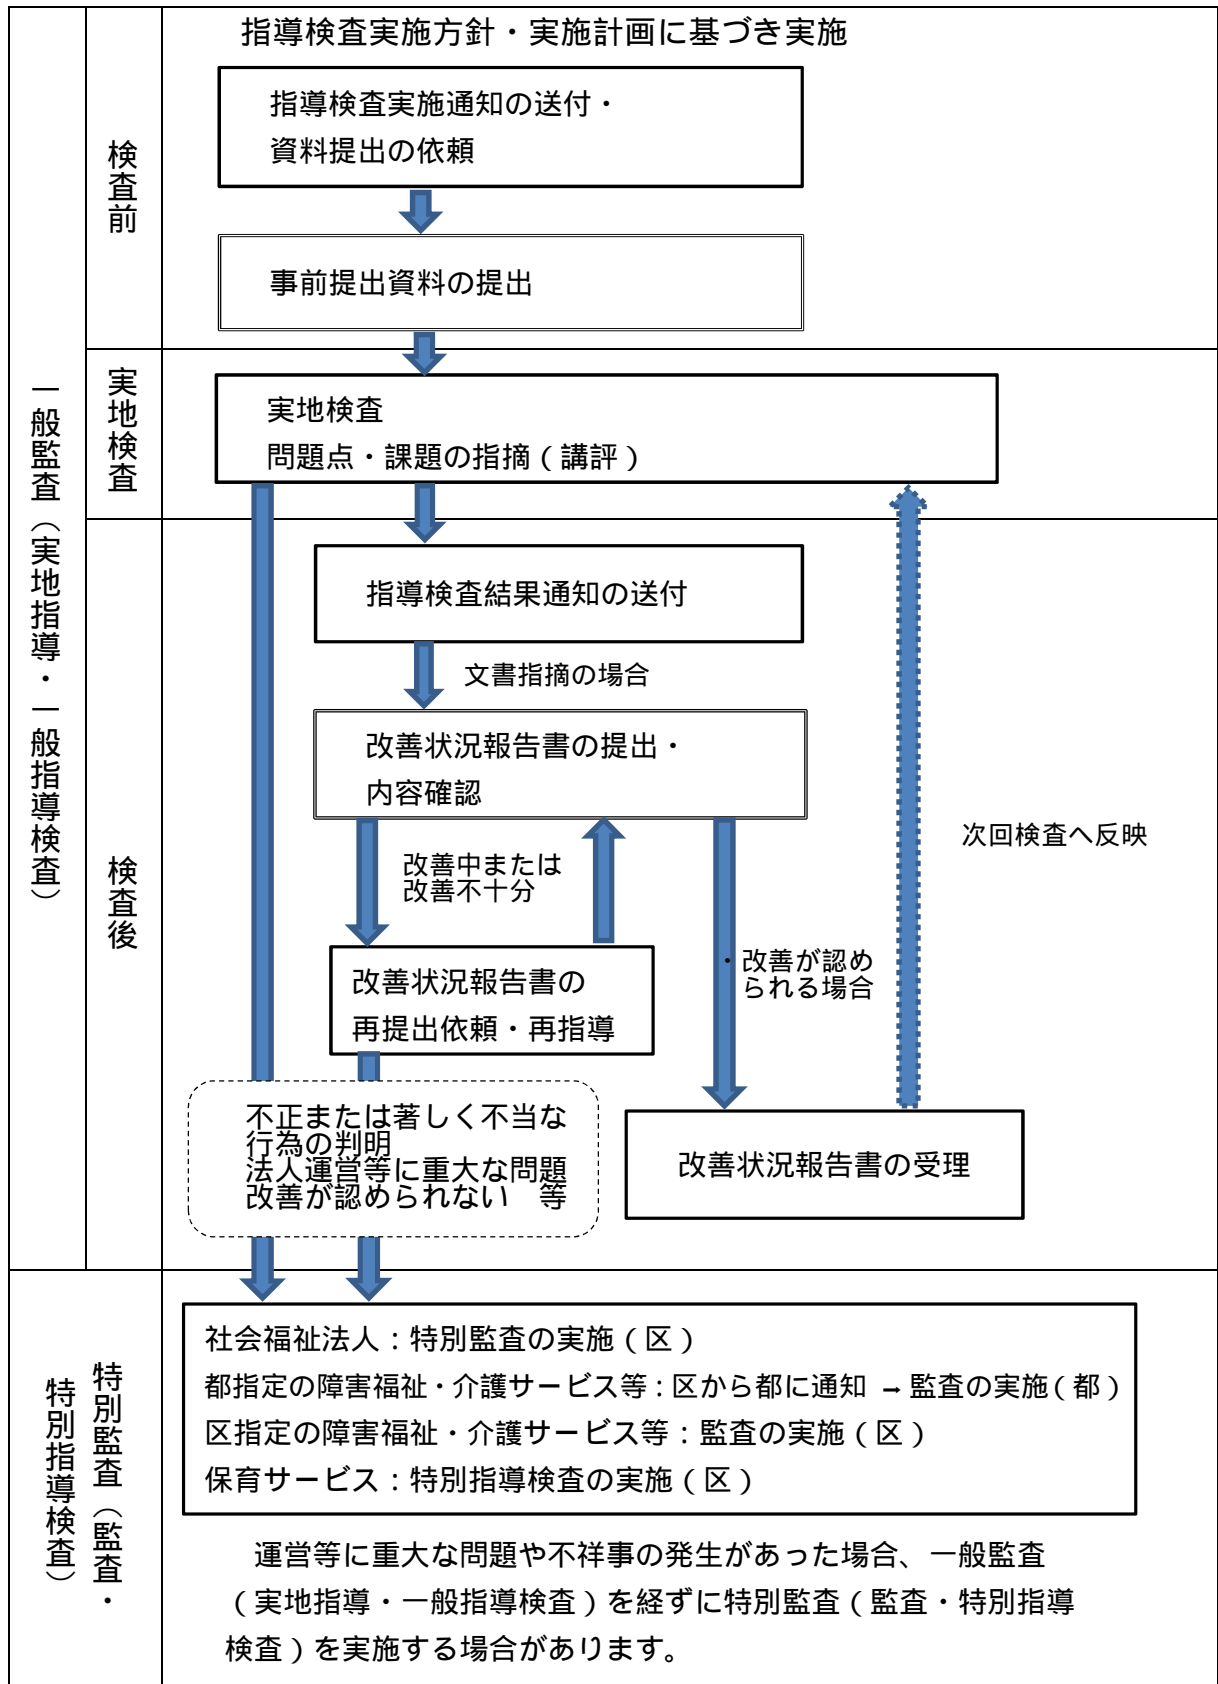 指導検査実施方針・実施計画に基づき実施
一般監査（実地指導・一般指導検査）
検査前
指導検査実施通知の送付・
資料提出の依頼
事前提出資料の提出
実地検査
実地検査
問題点・課題の指摘（講評）
検査後
指導検査結果通知の送付
文書指摘の場合
改善状況報告書の提出・
内容確認
改善中または
改善不十分
次回検査へ反映
改善状況報告書の
再提出依頼・再指導
・改善が認め
られる場合
不正または著しく不当な
行為の判明
法人運営等に重大な問題
改善が認められない　等
改善状況報告書の受理
特別監査（監査・
特別指導検査）
社会福祉法人：特別監査の実施（区）
都指定の障害福祉・介護サービス等：区から都に通知 → 監査の実施（都）
区指定の障害福祉・介護サービス等：監査の実施（区）
保育サービス：特別指導検査の実施（区）
運営等に重大な問題や不祥事の発生があった場合、一般監査
（実地指導・一般指導検査）を経ずに特別監査（監査・特別指導
検査）を実施する場合があります。